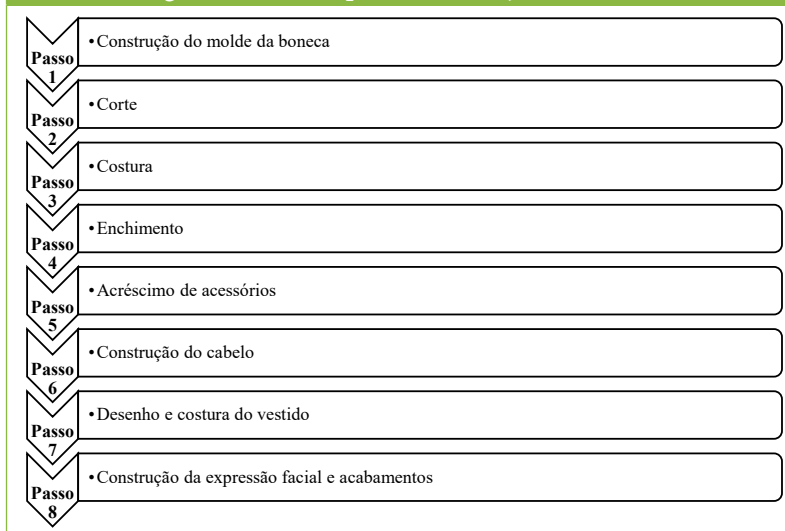 Passo 1
•Construção do molde da boneca
Passo 2
•Corte
Passo 3
•Costura
Passo 4
•Enchimento
Passo 5
•Acréscimo de acessórios
Passo 6
•Construção do cabelo
Passo 7
•Desenho e costura do vestido
Passo 8
•Construção da expressão facial e acabamentos